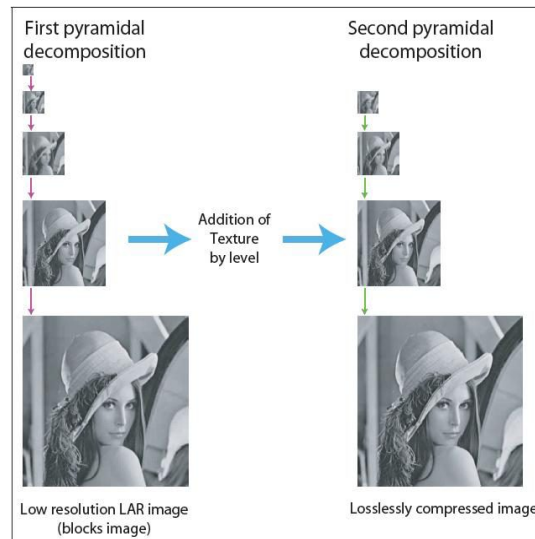 First pyramidal
decomposition
Second pyramidal
decomposition
Addition of
Texture
by level
Low resolution LAR image
(blocks image)
Losslessly compressed image